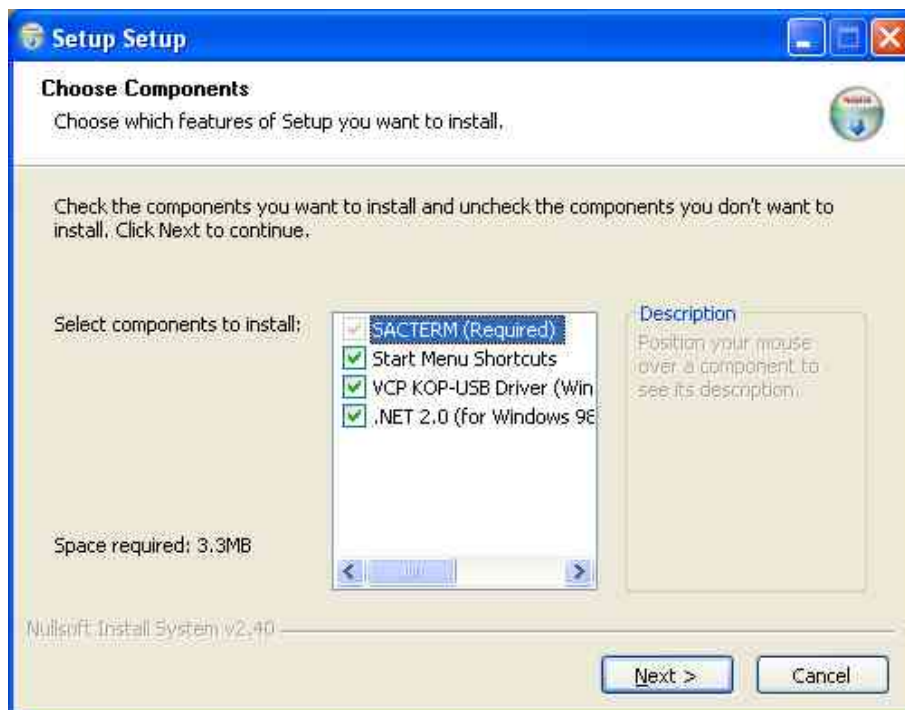 Setup Setup
Choose Components
Choose which features of Setup you want to install.
Check the components you want to install and uncheck the components you don't want to
install. Click Next to continue.
Select components to install:
SACTERM (Required)
Start Menu Shortcuts
VCP KOP-USB Driver (Win
.NET 2.0 (for Windows 98
Description
Position your mouse
over a component to
see its description.
Space required: 3.3MB
Nullsoft Install System v2.40
Next >
Cancel